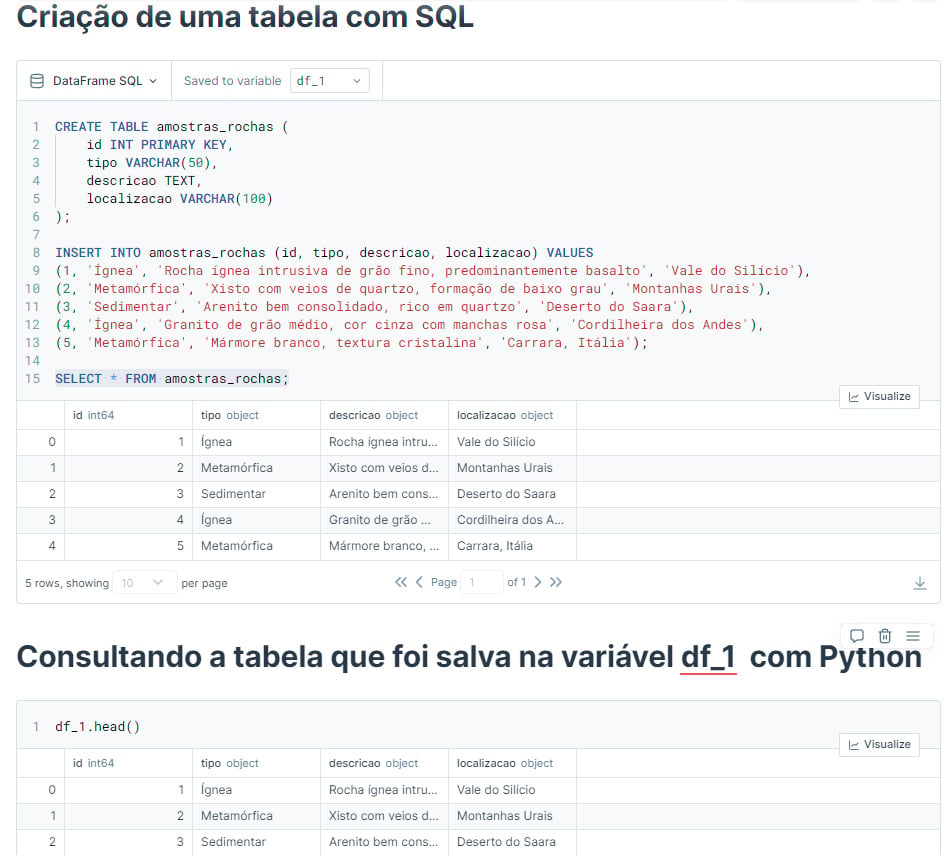 Criação de uma tabela com SQL
DataFrame SQL Saved to variable df_1
1 CREATE TABLE amostras_rochas (
2 id INT PRIMARY KEY,
3 tipo VARCHAR(50),
4 descricao TEXT,
5 localizacao VARCHAR(100)
6 );
7
8 INSERT INTO amostras_rochas (id, tipo, descricao, localizacao) VALUES
9 (1, 'Ígnea', 'Rocha ígnea intrusiva de grão fino, predominantemente basalto', 'Vale do Silício'),
10 (2, 'Metamórfica', 'Xisto com veios de quartzo, formação de baixo grau', 'Montanhas Urais'),
11 (3, 'Sedimentar', 'Arenito bem consolidado, rico em quartzo', 'Deserto do Saara'),
12 (4, 'Ígnea', 'Granito de grão médio, cor cinza com manchas rosa', 'Cordilheira dos Andes'),
13 (5, 'Metamórfica', 'Mármore branco, textura cristalina', 'Carrara, Itália');
14
15 SELECT * FROM amostras_rochas;
Visualize
id int64 tipo object descricao object localizacao object
0 1 Ígnea Rocha ígnea intru... Vale do Silício
1 2 Metamórfica Xisto com veios d... Montanhas Urais
2 3 Sedimentar Arenito bem cons... Deserto do Saara
3 4 Ígnea Granito de grão ... Cordilheira dos A...
4 5 Metamórfica Mármore branco, ... Carrara, Itália
5 rows, showing 10 per page Page 1 of 1
Consultando a tabela que foi salva na variável df_1 com Python
1 df_1.head()
Visualize
id int64 tipo object descricao object localizacao object
0 1 Ígnea Rocha ígnea intru... Vale do Silício
1 2 Metamórfica Xisto com veios d... Montanhas Urais
2 3 Sedimentar Arenito bem cons... Deserto do Saara